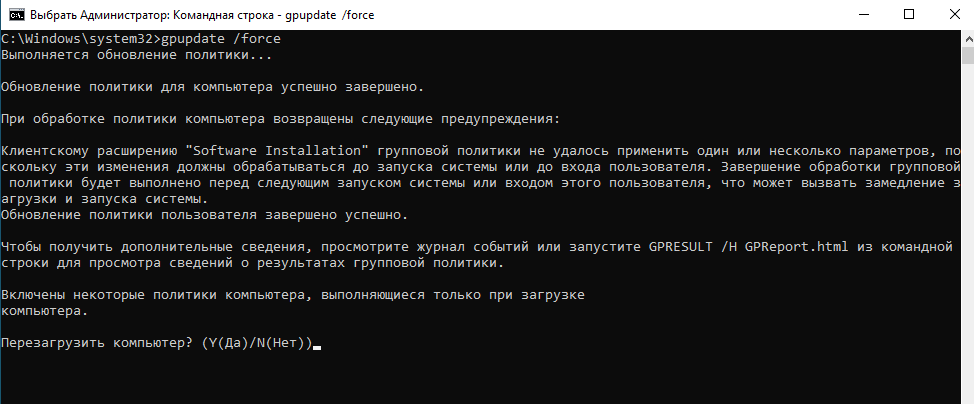 Выбрать Администратор: Командная строка - gpupdate /force
C:\Windows\system32>gpupdate /force
Выполняется обновление политики...
Обновление политики для компьютера успешно завершено.
При обработке политики компьютера возвращены следующие предупреждения:
Клиентскому расширению "Software Installation" групповой политики не удалось применить один или несколько параметров, по
скольку эти изменения должны обрабатываться до запуска системы или до входа пользователя. Завершение обработки групповой
политики будет выполнено перед следующим запуском системы или входом этого пользователя, что может вызвать замедление з
агрузки и запуска системы.
Обновление политики пользователя завершено успешно.
Чтобы получить дополнительные сведения, просмотрите журнал событий или запустите GPRESULT /H GPReport.html из командной
строки для просмотра сведений о результатах групповой политики.
Включены некоторые политики компьютера, выполняющиеся только при загрузке
компьютера.
Перезагрузить компьютер? (Y(Да)/N(Нет))